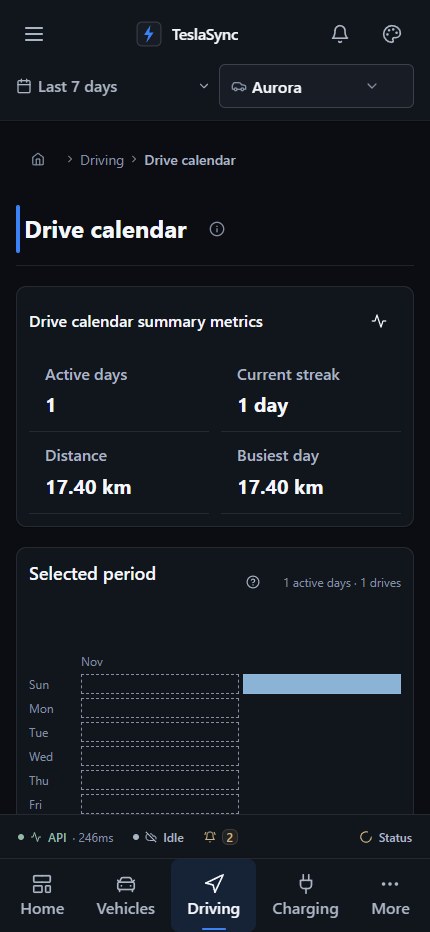 TeslaSync
Last 7 days
Aurora
Driving
Drive calendar
Drive calendar
Drive calendar summary metrics
Active days
Current streak
1
1 day
Distance
Busiest day
17.40 km
17.40 km
Selected period
1 active days · 1 drives
Nov
Sun
Mon
Tue
Wed
Thu
Fri
API · 246ms
Idle
2
Status
Home
Vehicles
Driving
Charging
More